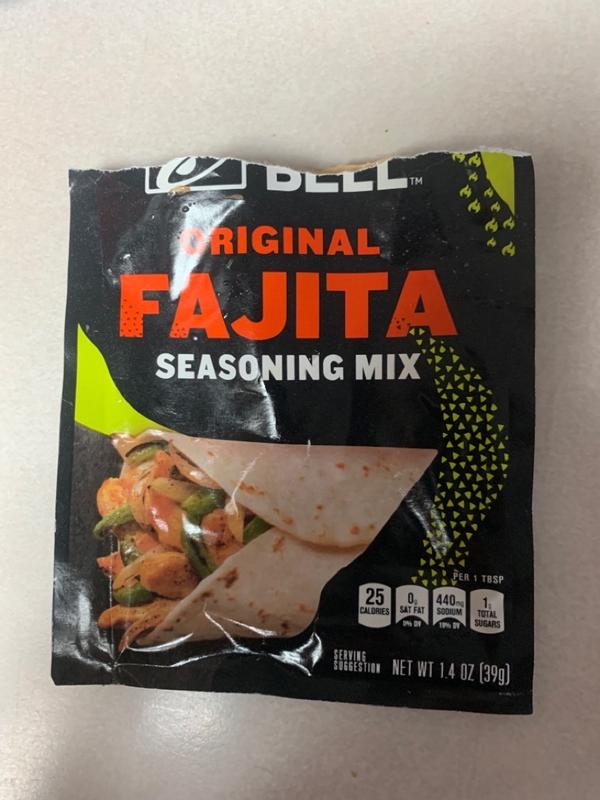 BELL™
ORIGINAL
FAJITA
SEASONING MIX
PER 1 TBSP
25 CALORIES
0g SAT FAT 0% DV
440mg SODIUM 19% DV
1g TOTAL SUGARS
SERVING SUGGESTION
NET WT 1.4 OZ (39g)